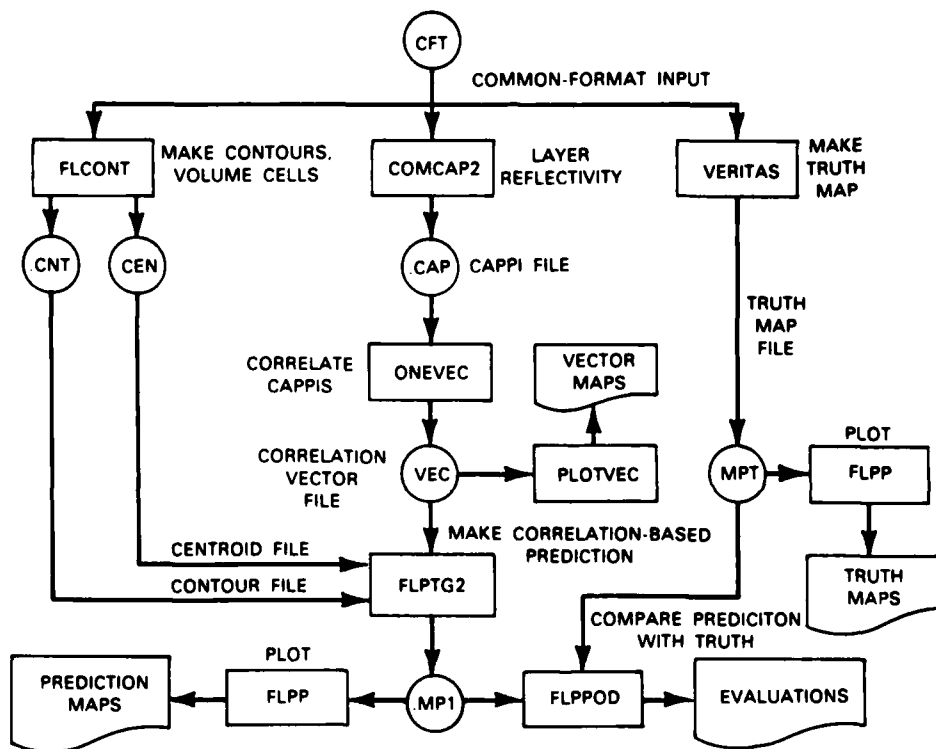 CFT
COMMON-FORMAT INPUT
FLCONT
MAKE CONTOURS,
VOLUME CELLS
COMCAP2
LAYER
REFLECTIVITY
VERITAS
MAKE
TRUTH
MAP
.CNT
CEN
.CAP
CAPPI FILE
TRUTH
MAP
FILE
CORRELATE
CAPPIS
ONEVEC
VECTOR
MAPS
CORRELATION
VECTOR
FILE
VEC
PLOTVEC
MPT
PLOT
FLPP
MAKE CORRELATION-BASED
PREDICTION
CENTROID FILE
CONTOUR FILE
FLPTG2
TRUTH
MAPS
COMPARE PREDICITON
WITH TRUTH
PREDICTION
MAPS
PLOT
FLPP
.MP1
FLPPOD
EVALUATIONS